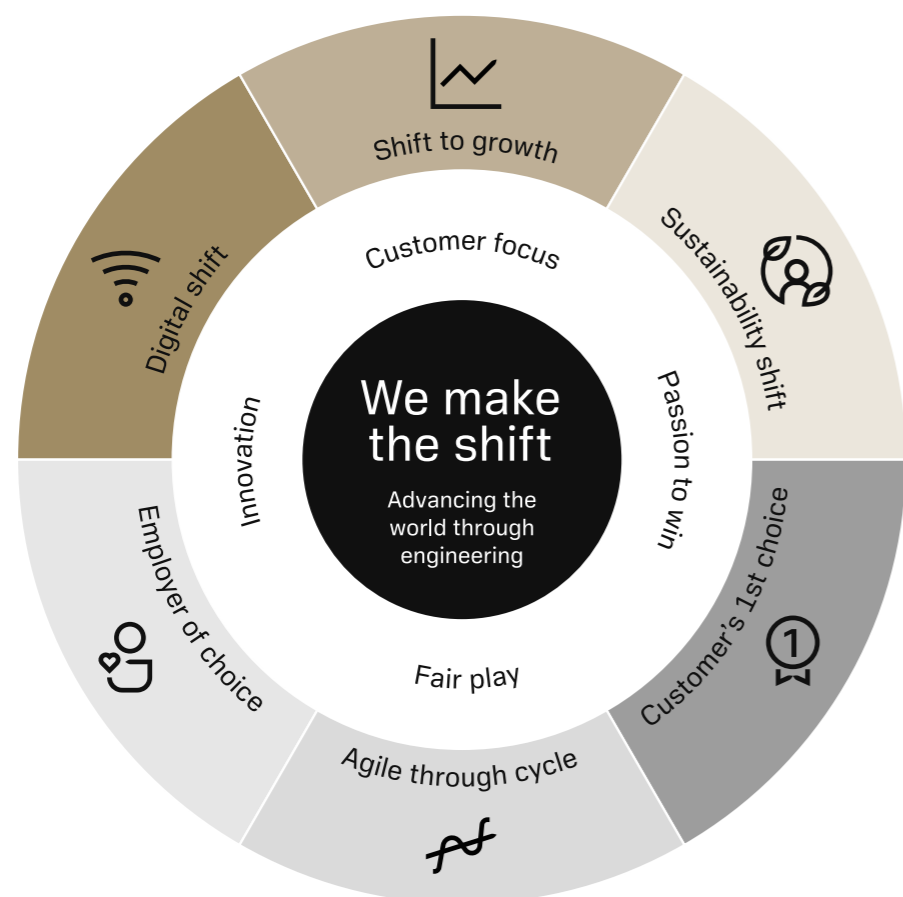 Shift to growth
Sustainability shift
Customer's 1st choice
Agile through cycle
Employer of choice
Digital shift
Customer focus
Passion to win
Fair play
Innovation
We make
the shift
Advancing the
world through
engineering
1